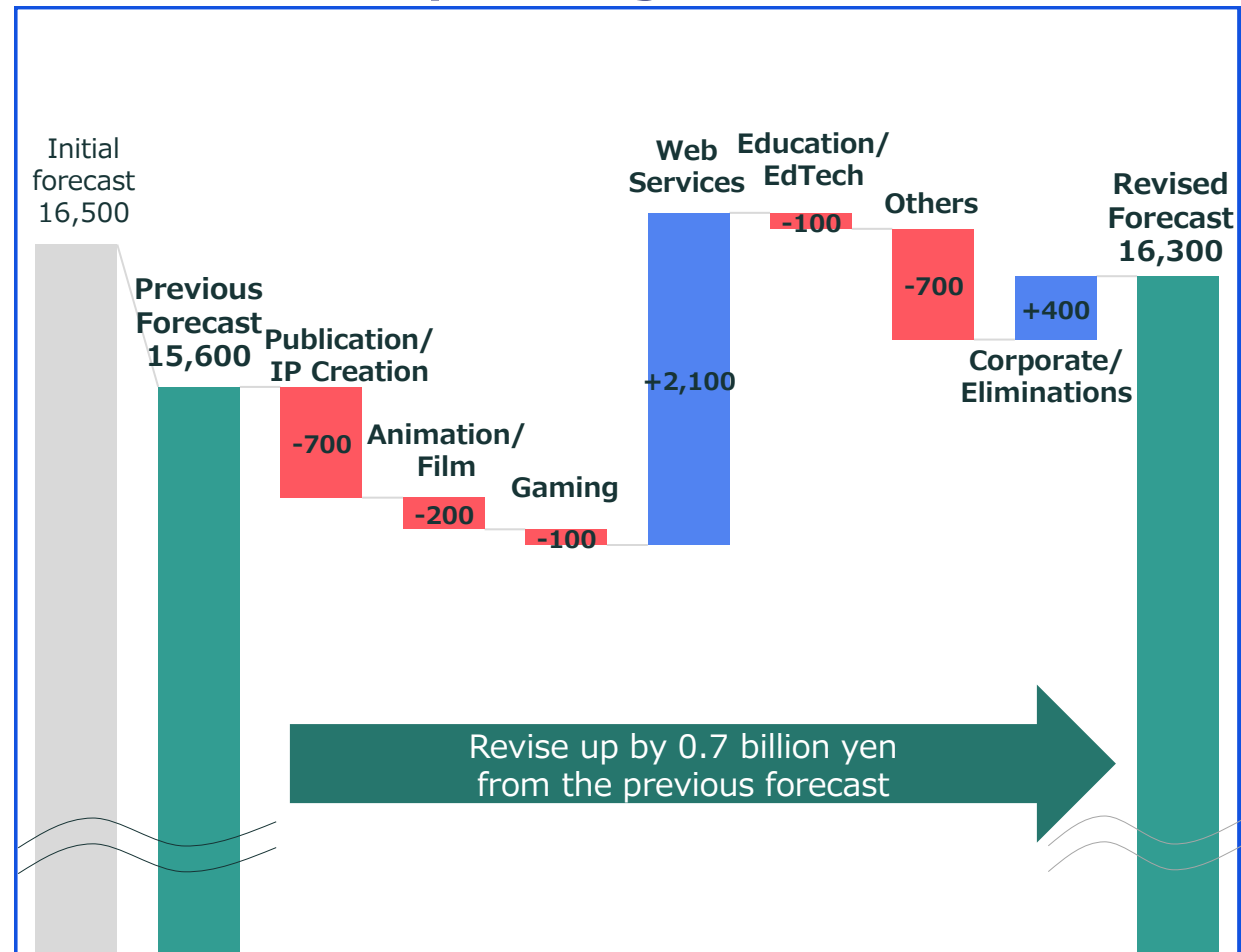 Initial
forecast
16,500
Previous
Forecast
15,600
Publication/
IP Creation
-700
Animation/
Film
-200
Gaming
-100
Web
Services
+2,100
Education/
EdTech
-100
Others
-700
+400
Corporate/
Eliminations
Revised
Forecast
16,300
Revise up by 0.7 billion yen
from the previous forecast